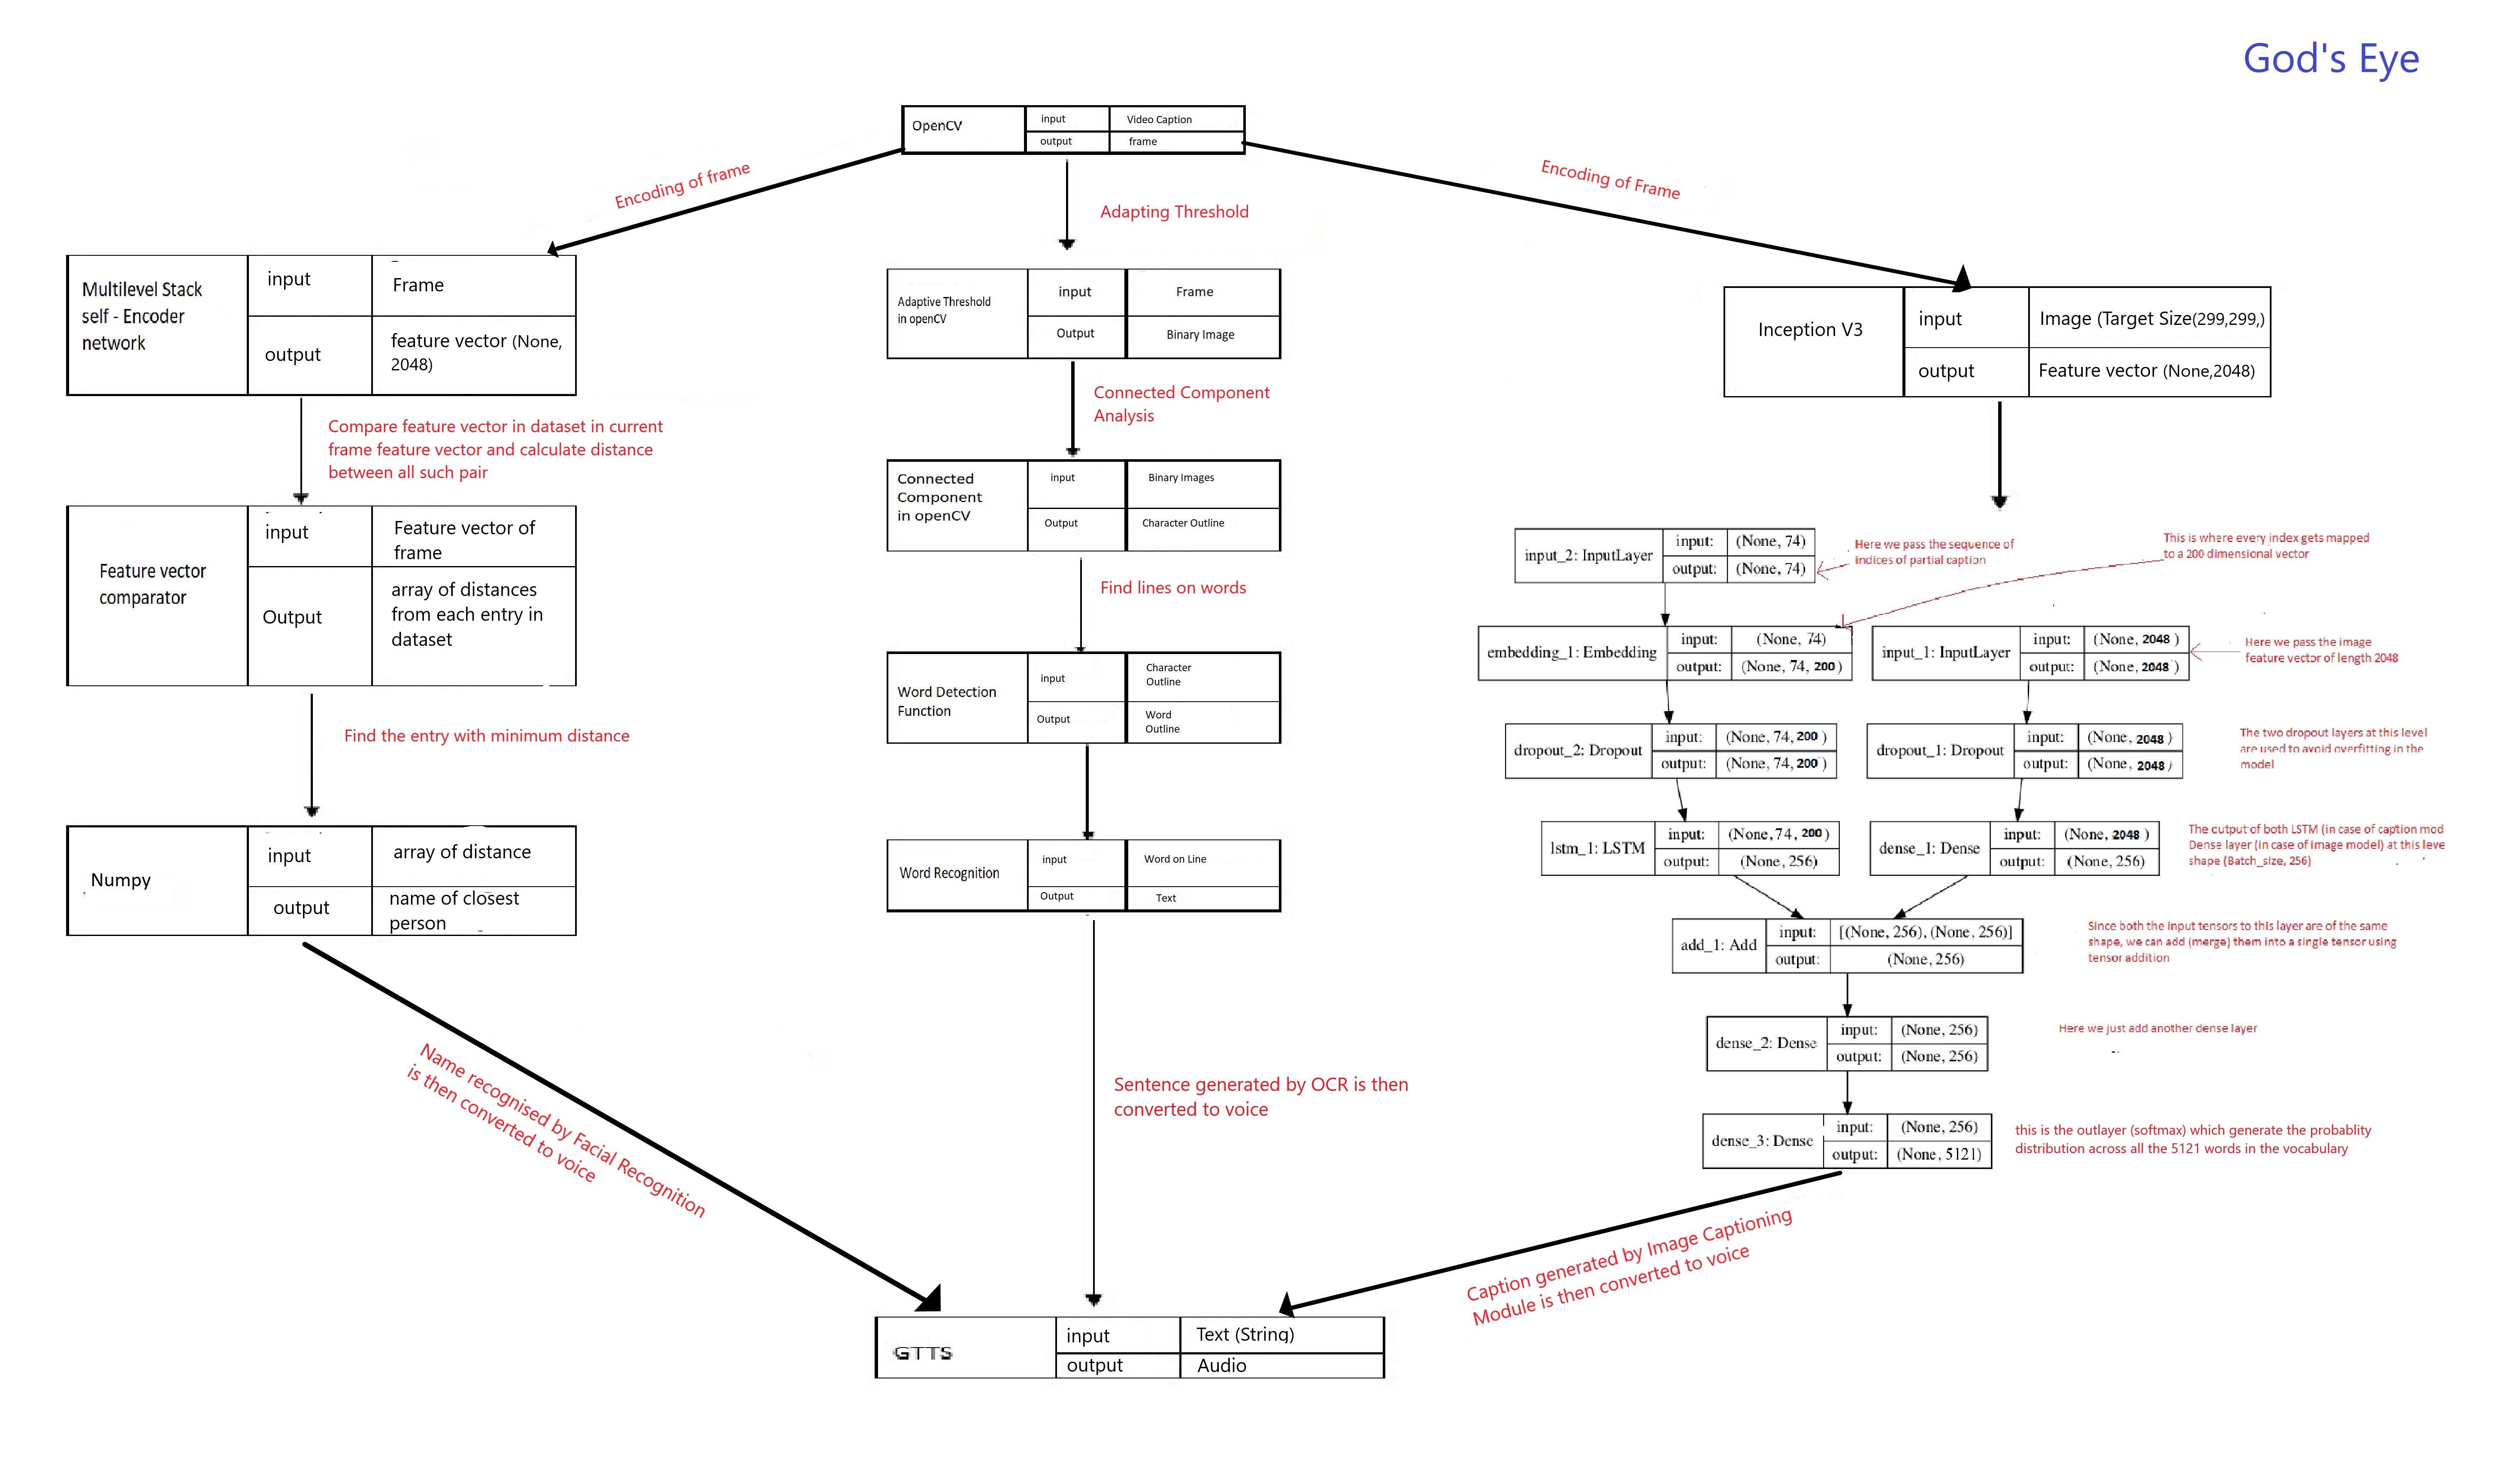 God's Eye
OpenCV
input
Video Caption
output
frame
Encoding of frame
Adapting Threshold
Encoding of Frame
Multilevel Stack
self - Encoder
network
input
Frame
output
feature vector (None,
2048)
Compare feature vector in dataset in current
frame feature vector and calculate distance
between all such pair
Feature vector
comparator
input
Feature vector of
frame
Output
array of distances
from each entry in
dataset
Find the entry with minimum distance
Numpy
input
array of distance
output
name of closest
person
Name recognised by Facial Recognition
is then converted to voice
Adaptive Threshold
in openCV
input
Frame
Output
Binary Image
Connected Component
Analysis
Connected
Component
in openCV
input
Binary Images
Output
Character Outline
Find lines on words
Word Detection
Function
input
Character
Outline
Output
Word
Outline
Word Recognition
input
Word on Line
Output
Text
Sentence generated by OCR is then
converted to voice
Inception V3
input
Image (Target Size(299,299,)
output
Feature vector (None,2048)
input_2: InputLayer
input:
(None, 74)
output:
(None, 74)
Here we pass the sequence of
indices of partial caption
This is where every index gets mapped
to a 200 dimensional vector
embedding_1: Embedding
input:
(None, 74)
output:
(None, 74, 200 )
input_1: InputLayer
input:
(None, 2048 )
output:
(None, 2048 )
Here we pass the image
feature vector of length 2048
dropout_2: Dropout
input:
(None, 74, 200 )
output:
(None, 74, 200 )
dropout_1: Dropout
input:
(None, 2048 )
output:
(None, 2048 )
The two dropout layers at this level
are used to avoid overfitting in the
model
lstm_1: LSTM
input:
(None, 74, 200 )
output:
(None, 256)
dense_1: Dense
input:
(None, 2048 )
output:
(None, 256)
The output of both LSTM (in case of caption mod
Dense layer (in case of image model) at this leve
shape (Batch_size, 256)
add_1: Add
input:
[(None, 256), (None, 256)]
output:
(None, 256)
Since both the input tensors to this layer are of the same
shape, we can add (merge) them into a single tensor using
tensor addition
dense_2: Dense
input:
(None, 256)
output:
(None, 256)
Here we just add another dense layer
dense_3: Dense
input:
(None, 256)
output:
(None, 5121)
this is the outlayer (softmax) which generate the probablity
distribution across all the 5121 words in the vocabulary
Caption generated by Image Captioning
Module is then converted to voice
GTTS
input
Text (String)
output
Audio